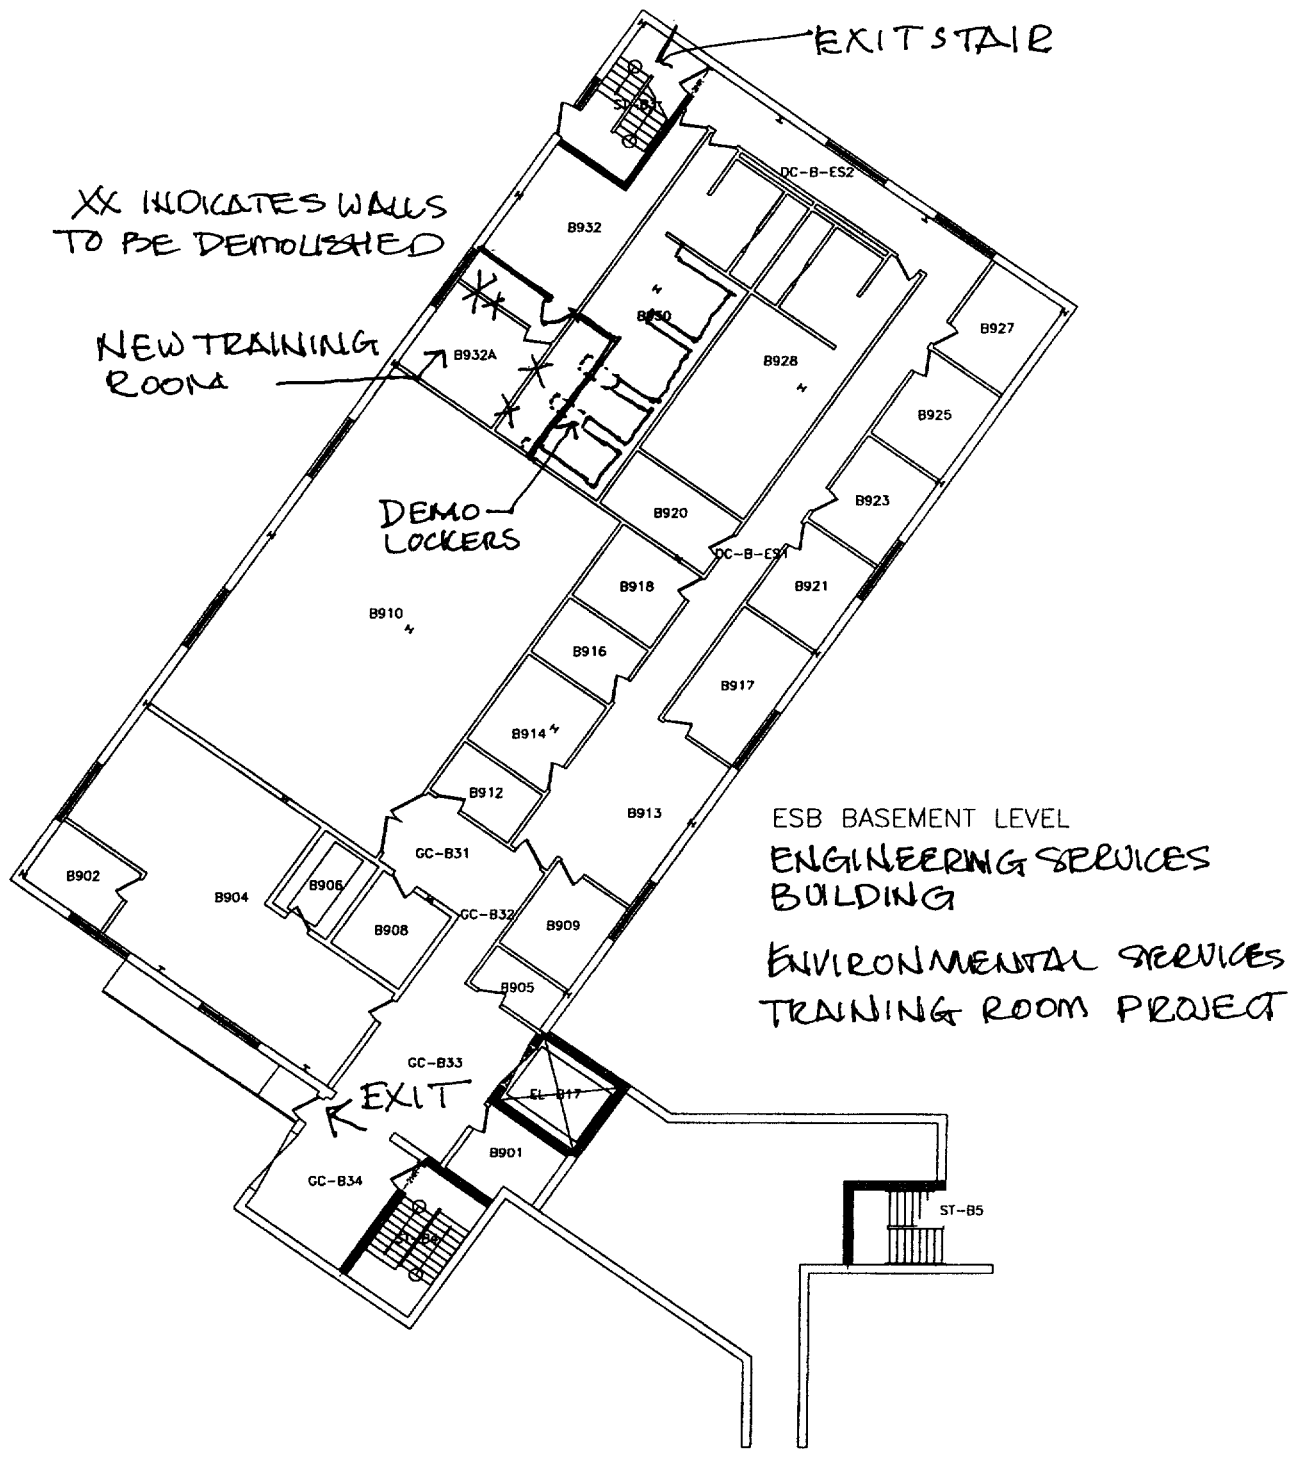 EXIT STAIR
ST-B3
DC-B-ES2
XX INDICATES WALLS
TO BE DEMOLISHED
B932
B930
B927
NEW TRAINING
ROOM
B932A
B928
B925
B923
DEMO
LOCKERS
B920
DC-B-ES1
B918
B921
B910
B916
B917
B914
B912
B913
GC-B31
ESB BASEMENT LEVEL
ENGINEERING SERVICES
BUILDING
B902
B906
B904
B908
GC-B32
B909
B905
ENVIRONMENTAL SERVICES
TRAINING ROOM PROJECT
GC-B33
EXIT
EL-B17
B901
GC-B34
ST-B5